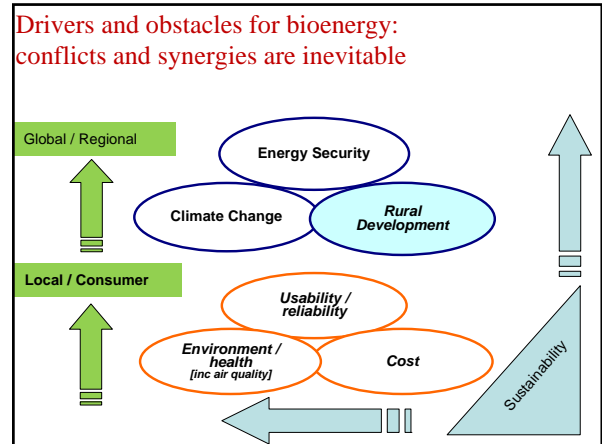 Drivers and obstacles for bioenergy:
conflicts and synergies are inevitable
Global / Regional
Energy Security
Climate Change
Rural
Development
Local / Consumer
Usability /
reliability
Environment /
health
[inc air quality]
Cost
Sustainability